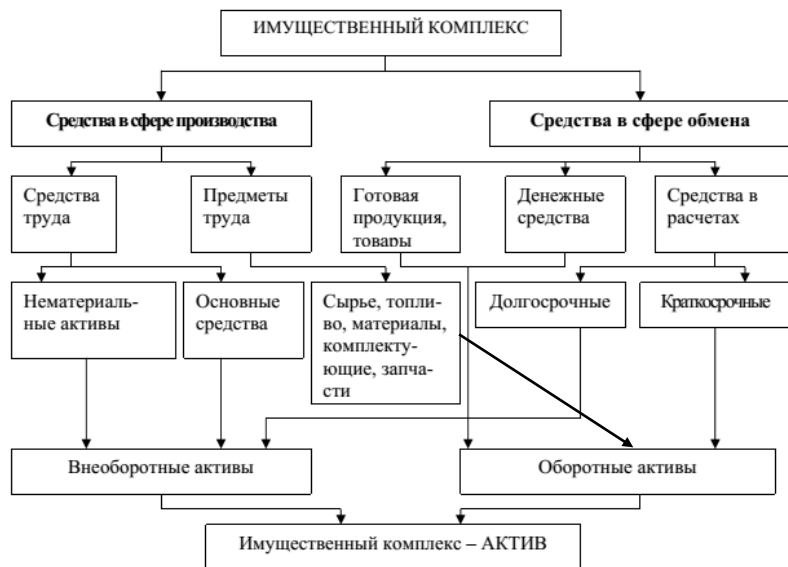 ИМУЩЕСТВЕННЫЙ КОМПЛЕКС
Средства в сфере производства
Средства в сфере обмена
Средства
труда
Предметы
труда
Готовая
продукция,
товары
Денежные
средства
Средства в
расчетах
Нематериаль-
ные активы
Основные
средства
Сырье, топли-
во, материалы,
комплекту-
ющие, запча-
сти
Долгосрочные
Краткосрочные
Внеоборотные активы
Оборотные активы
Имущественный комплекс – АКТИВ